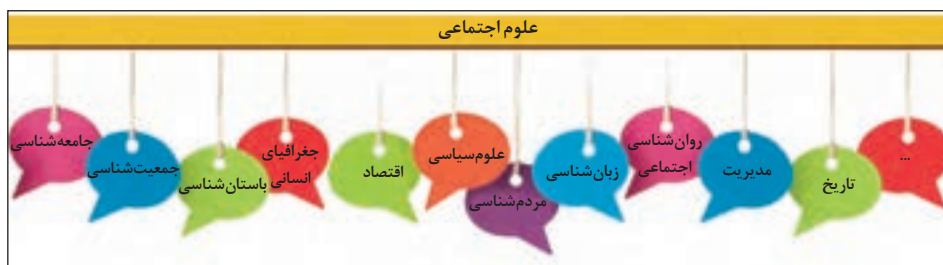 علوم اجتماعی
...
تاریخ
مدیریت
روان‌شناسی
اجتماعی
زبان‌شناسی
مردم‌شناسی
علوم‌سیاسی
اقتصاد
جغرافیای
انسانی
باستان‌شناسی
جمعیت‌شناسی
جامعه‌شناسی